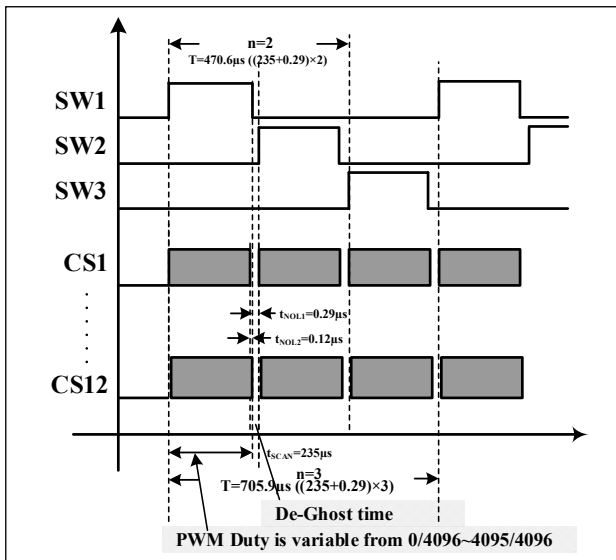 n=2
T=470.6µs ((235+0.29)×2)
SW1
SW2
SW3
CS1
tNOL1=0.29µs
tNOL2=0.12µs
CS12
tSCAN=235µs
n=3
T=705.9µs ((235+0.29)×3)
De-Ghost time
PWM Duty is variable from 0/4096~4095/4096